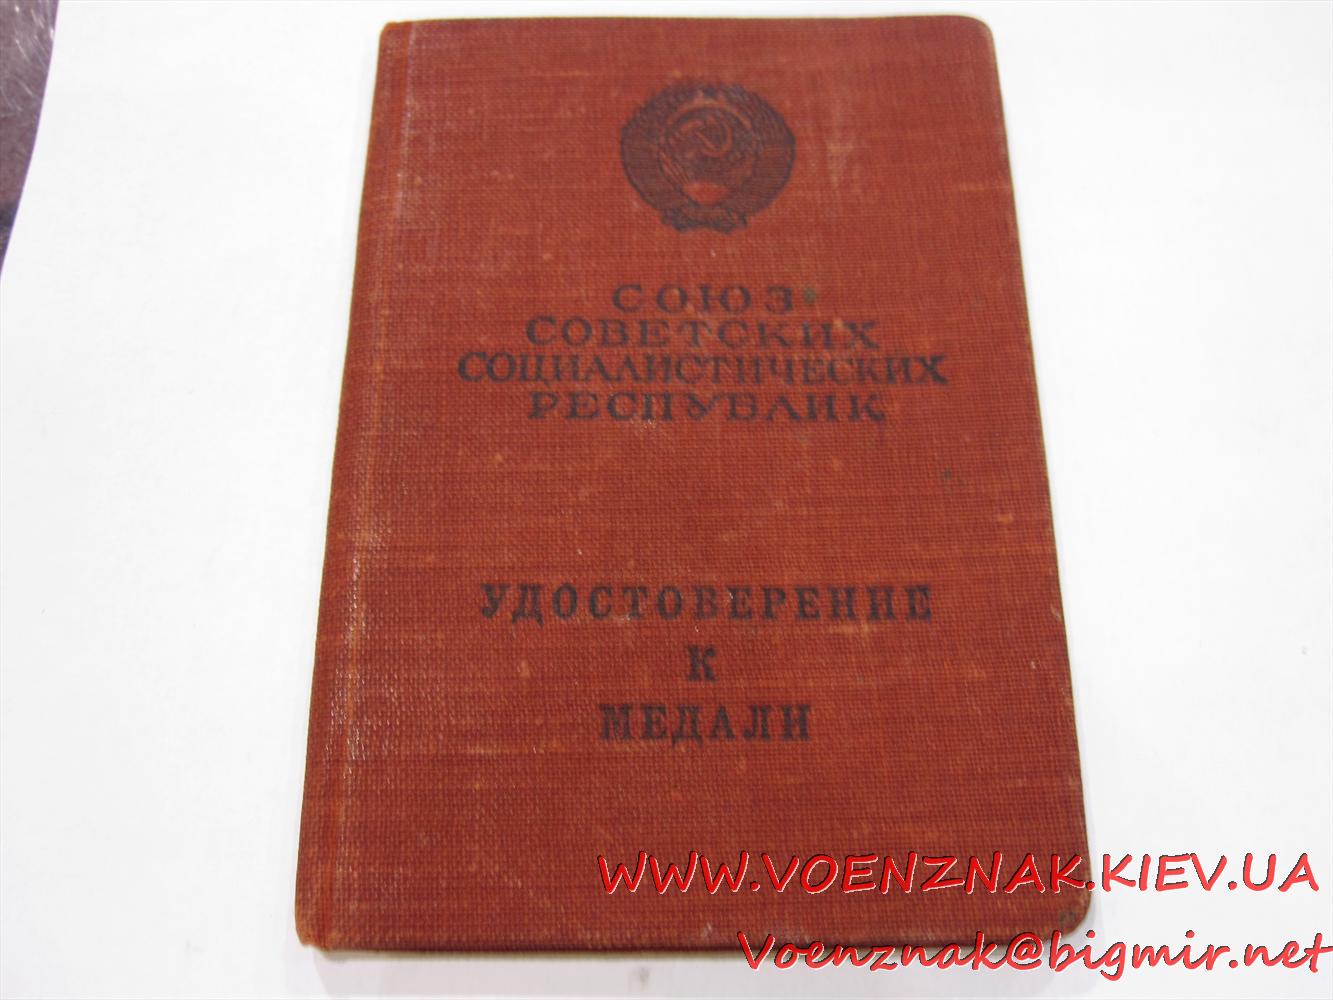 СОЮЗ
СОВЕТСКИХ
СОЦИАЛИСТИЧЕСКИХ
РЕСПУБЛИК
УДОСТОВЕРЕНИЕ
К
МЕДАЛИ
WWW.VOENZNAK.KIEV.UA
Voenznak@bigmir.net